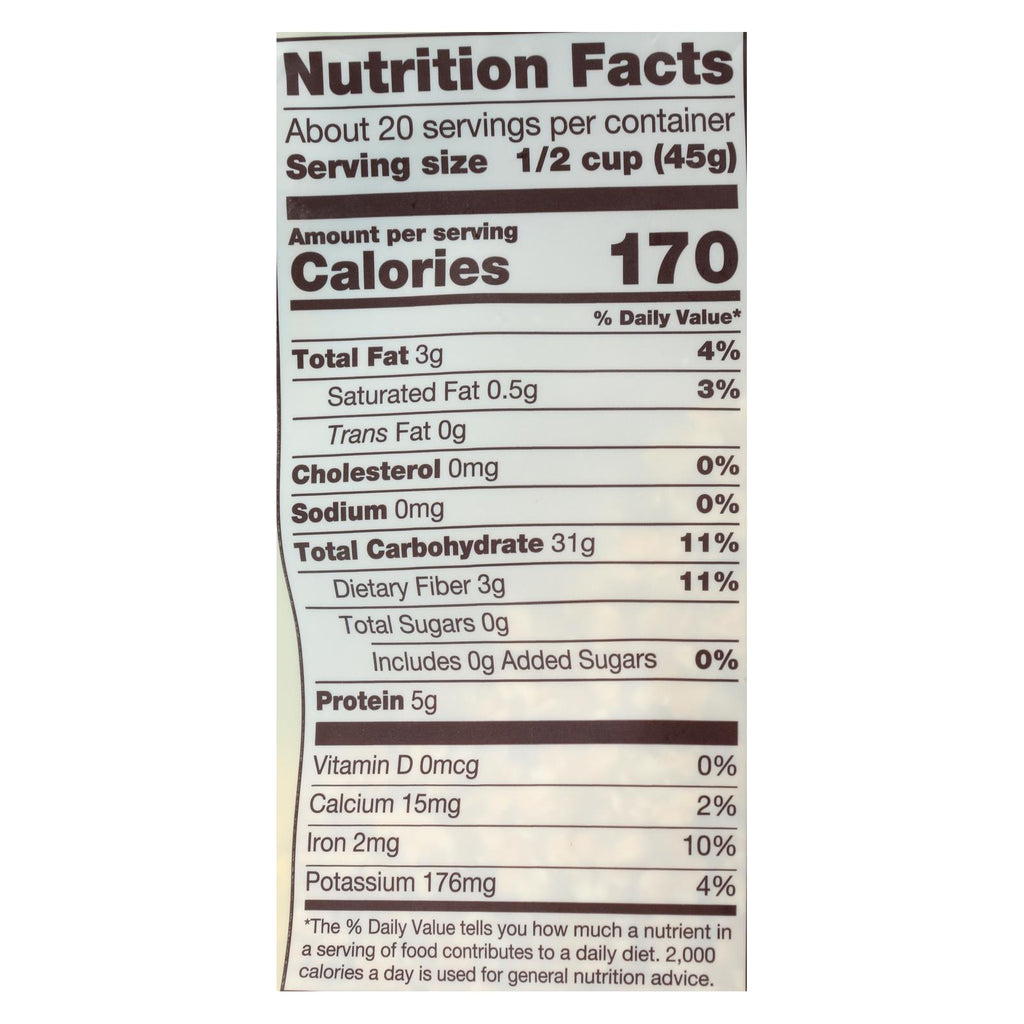 Nutrition Facts
About 20 servings per container
Serving size 1/2 cup (45g)
Amount per serving
Calories 170
% Daily Value*
Total Fat 3g 4%
Saturated Fat 0.5g 3%
Trans Fat 0g
Cholesterol 0mg 0%
Sodium 0mg 0%
Total Carbohydrate 31g 11%
Dietary Fiber 3g 11%
Total Sugars 0g
Includes 0g Added Sugars 0%
Protein 5g
Vitamin D 0mcg 0%
Calcium 15mg 2%
Iron 2mg 10%
Potassium 176mg 4%
*The % Daily Value tells you how much a nutrient in
a serving of food contributes to a daily diet. 2,000
calories a day is used for general nutrition advice.